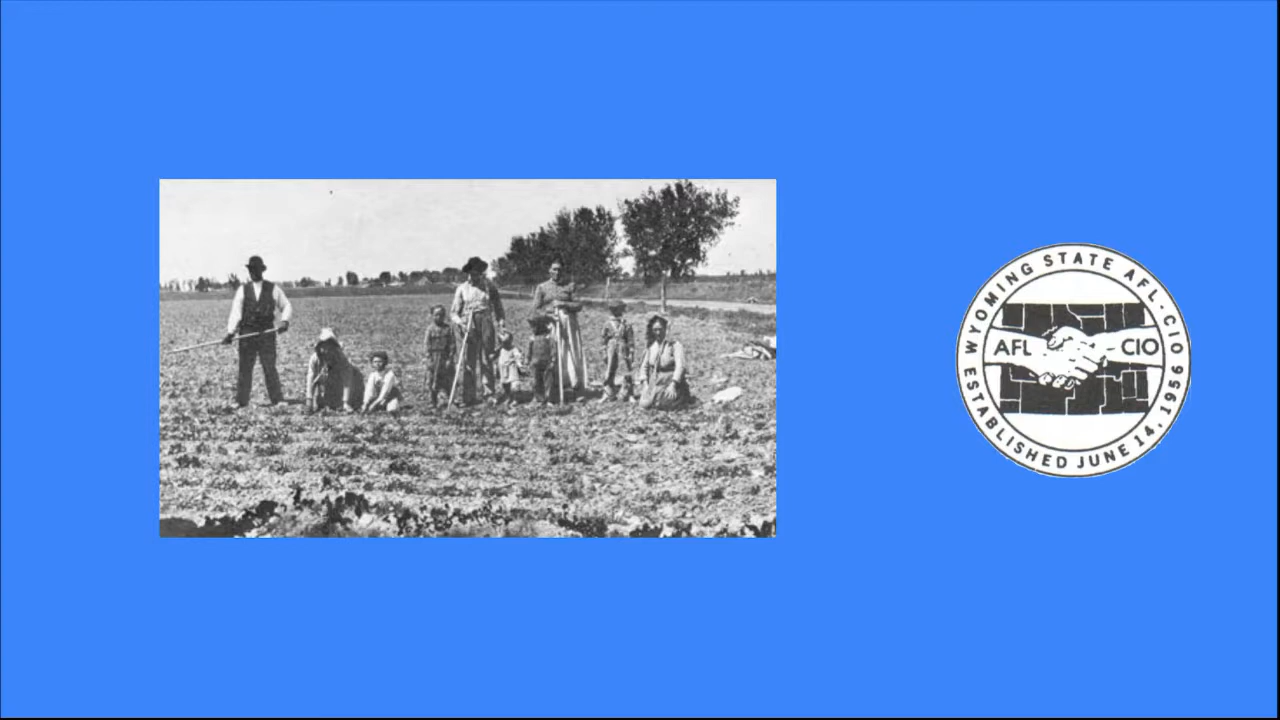 WYOMING STATE AFL-CIO
AFL CIO
ESTABLISHED JUNE 14, 1956